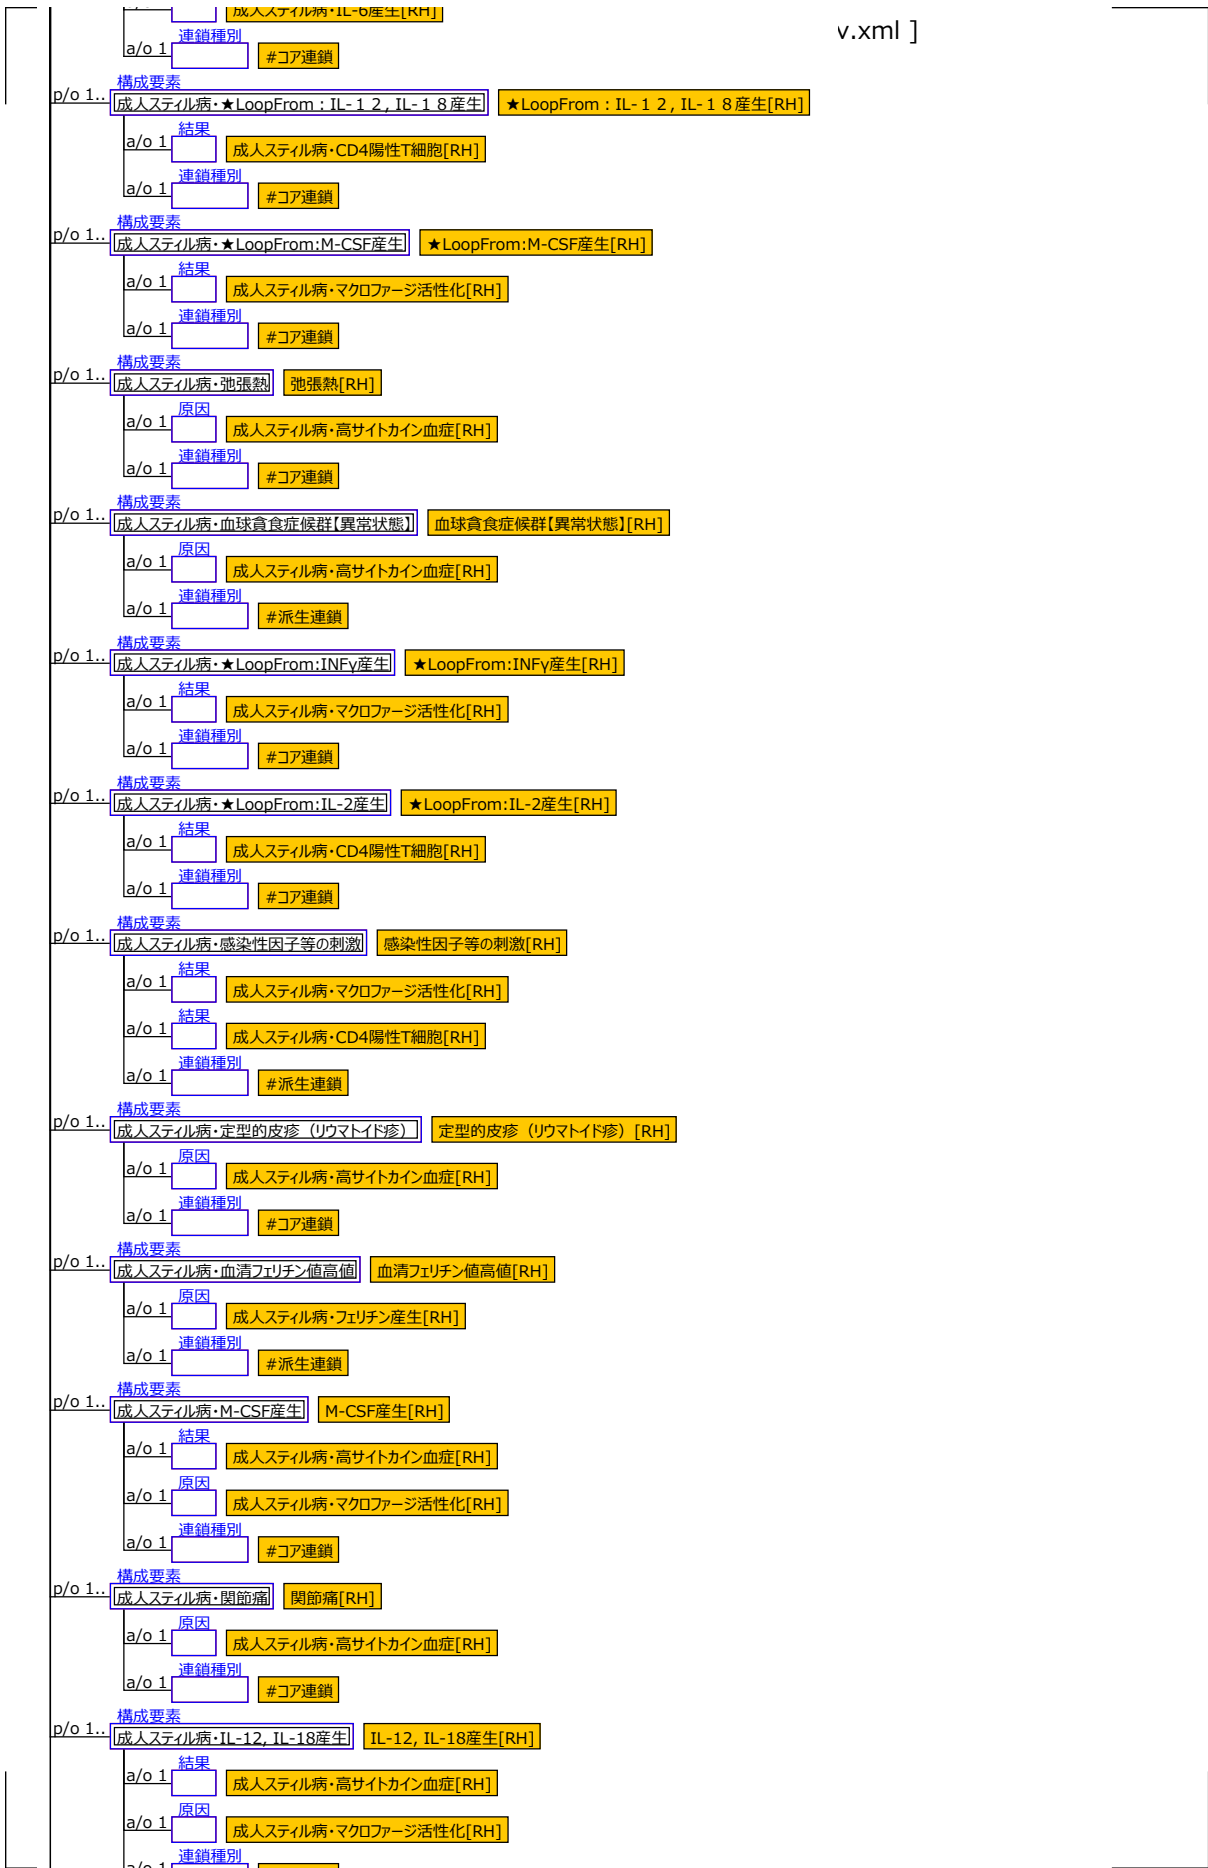 成人スティル病・IL-6産生[RH]
v.xml ]
連鎖種別
a/o 1 #コア連鎖
構成要素
p/o 1.. 成人スティル病・★LoopFrom：IL-１２, IL-１８産生 ★LoopFrom：IL-１２, IL-１８産生[RH]
結果
a/o 1 成人スティル病・CD4陽性T細胞[RH]
連鎖種別
a/o 1 #コア連鎖
構成要素
p/o 1.. 成人スティル病・★LoopFrom:M-CSF産生 ★LoopFrom:M-CSF産生[RH]
結果
a/o 1 成人スティル病・マクロファージ活性化[RH]
連鎖種別
a/o 1 #コア連鎖
構成要素
p/o 1.. 成人スティル病・弛張熱 弛張熱[RH]
原因
a/o 1 成人スティル病・高サイトカイン血症[RH]
連鎖種別
a/o 1 #コア連鎖
構成要素
p/o 1.. 成人スティル病・血球貪食症候群【異常状態】 血球貪食症候群【異常状態】[RH]
原因
a/o 1 成人スティル病・高サイトカイン血症[RH]
連鎖種別
a/o 1 #派生連鎖
構成要素
p/o 1.. 成人スティル病・★LoopFrom:INFγ産生 ★LoopFrom:INFγ産生[RH]
結果
a/o 1 成人スティル病・マクロファージ活性化[RH]
連鎖種別
a/o 1 #コア連鎖
構成要素
p/o 1.. 成人スティル病・★LoopFrom:IL-2産生 ★LoopFrom:IL-2産生[RH]
結果
a/o 1 成人スティル病・CD4陽性T細胞[RH]
連鎖種別
a/o 1 #コア連鎖
構成要素
p/o 1.. 成人スティル病・感染性因子等の刺激 感染性因子等の刺激[RH]
結果
a/o 1 成人スティル病・マクロファージ活性化[RH]
結果
a/o 1 成人スティル病・CD4陽性T細胞[RH]
連鎖種別
a/o 1 #派生連鎖
構成要素
p/o 1.. 成人スティル病・定型的皮疹（リウマトイド疹） 定型的皮疹（リウマトイド疹）[RH]
原因
a/o 1 成人スティル病・高サイトカイン血症[RH]
連鎖種別
a/o 1 #コア連鎖
構成要素
p/o 1.. 成人スティル病・血清フェリチン値高値 血清フェリチン値高値[RH]
原因
a/o 1 成人スティル病・フェリチン産生[RH]
連鎖種別
a/o 1 #派生連鎖
構成要素
p/o 1.. 成人スティル病・M-CSF産生 M-CSF産生[RH]
結果
a/o 1 成人スティル病・高サイトカイン血症[RH]
原因
a/o 1 成人スティル病・マクロファージ活性化[RH]
連鎖種別
a/o 1 #コア連鎖
構成要素
p/o 1.. 成人スティル病・関節痛 関節痛[RH]
原因
a/o 1 成人スティル病・高サイトカイン血症[RH]
連鎖種別
a/o 1 #コア連鎖
構成要素
p/o 1.. 成人スティル病・IL-12, IL-18産生 IL-12, IL-18産生[RH]
結果
a/o 1 成人スティル病・高サイトカイン血症[RH]
原因
a/o 1 成人スティル病・マクロファージ活性化[RH]
連鎖種別
a/o 1